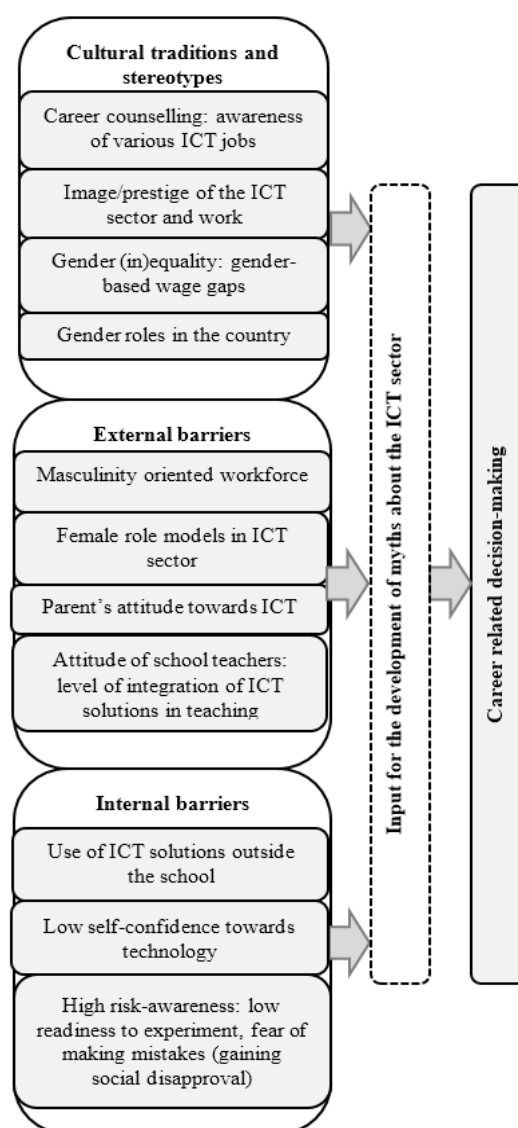 Cultural traditions and
stereotypes
Career counselling: awareness
of various ICT jobs
Image/prestige of the ICT
sector and work
Gender (in)equality: gender-
based wage gaps
Gender roles in the country
External barriers
Masculinity oriented workforce
Female role models in ICT
sector
Parent’s attitude towards ICT
Attitude of school teachers:
level of integration of ICT
solutions in teaching
Internal barriers
Use of ICT solutions outside
the school
Low self-confidence towards
technology
High risk-awareness: low
readiness to experiment, fear of
making mistakes (gaining
social disapproval)
Input for the development of myths about the ICT sector
Career related decision-making